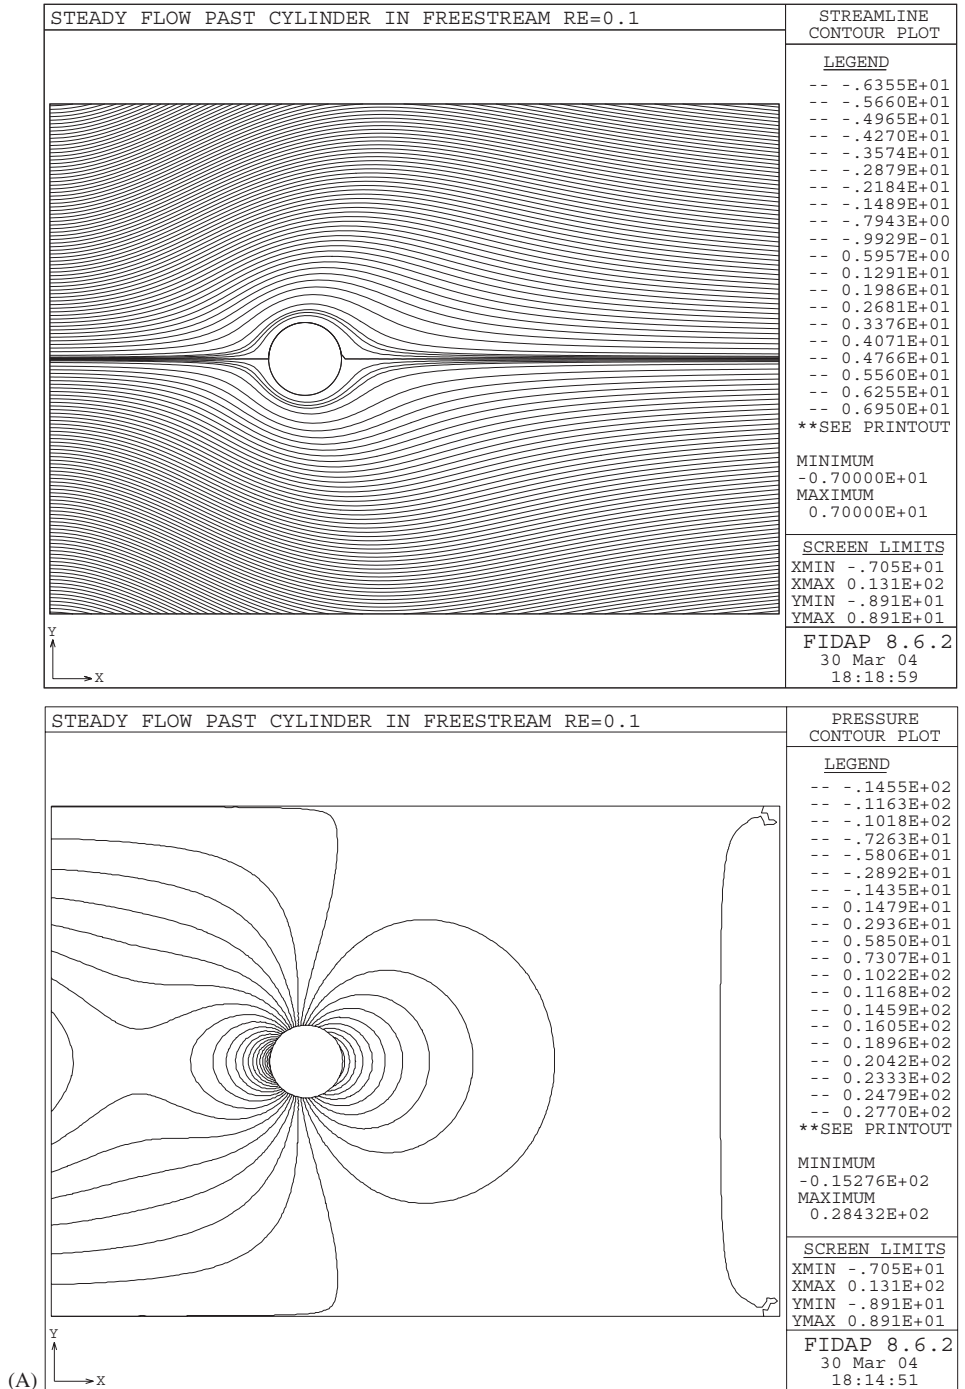 STEADY FLOW PAST CYLINDER IN FREESTREAM RE=0.1
STREAMLINE
CONTOUR PLOT
LEGEND
-- -.6355E+01
-- -.5660E+01
-- -.4965E+01
-- -.4270E+01
-- -.3574E+01
-- -.2879E+01
-- -.2184E+01
-- -.1489E+01
-- -.7943E+00
-- -.9929E-01
-- 0.5957E+00
-- 0.1291E+01
-- 0.1986E+01
-- 0.2681E+01
-- 0.3376E+01
-- 0.4071E+01
-- 0.4766E+01
-- 0.5560E+01
-- 0.6255E+01
-- 0.6950E+01
**SEE PRINTOUT
MINIMUM
-0.70000E+01
MAXIMUM
0.70000E+01
SCREEN LIMITS
XMIN -.705E+01
XMAX 0.131E+02
YMIN -.891E+01
YMAX 0.891E+01
FIDAP 8.6.2
30 Mar 04
18:18:59
Y
X
STEADY FLOW PAST CYLINDER IN FREESTREAM RE=0.1
PRESSURE
CONTOUR PLOT
LEGEND
-- -.1455E+02
-- -.1163E+02
-- -.1018E+02
-- -.7263E+01
-- -.5806E+01
-- -.2892E+01
-- -.1435E+01
-- 0.1479E+01
-- 0.2936E+01
-- 0.5850E+01
-- 0.7307E+01
-- 0.1022E+02
-- 0.1168E+02
-- 0.1459E+02
-- 0.1605E+02
-- 0.1896E+02
-- 0.2042E+02
-- 0.2333E+02
-- 0.2479E+02
-- 0.2770E+02
**SEE PRINTOUT
MINIMUM
-0.15276E+02
MAXIMUM
0.28432E+02
SCREEN LIMITS
XMIN -.705E+01
XMAX 0.131E+02
YMIN -.891E+01
YMAX 0.891E+01
FIDAP 8.6.2
30 Mar 04
18:14:51
Y
X
(A)